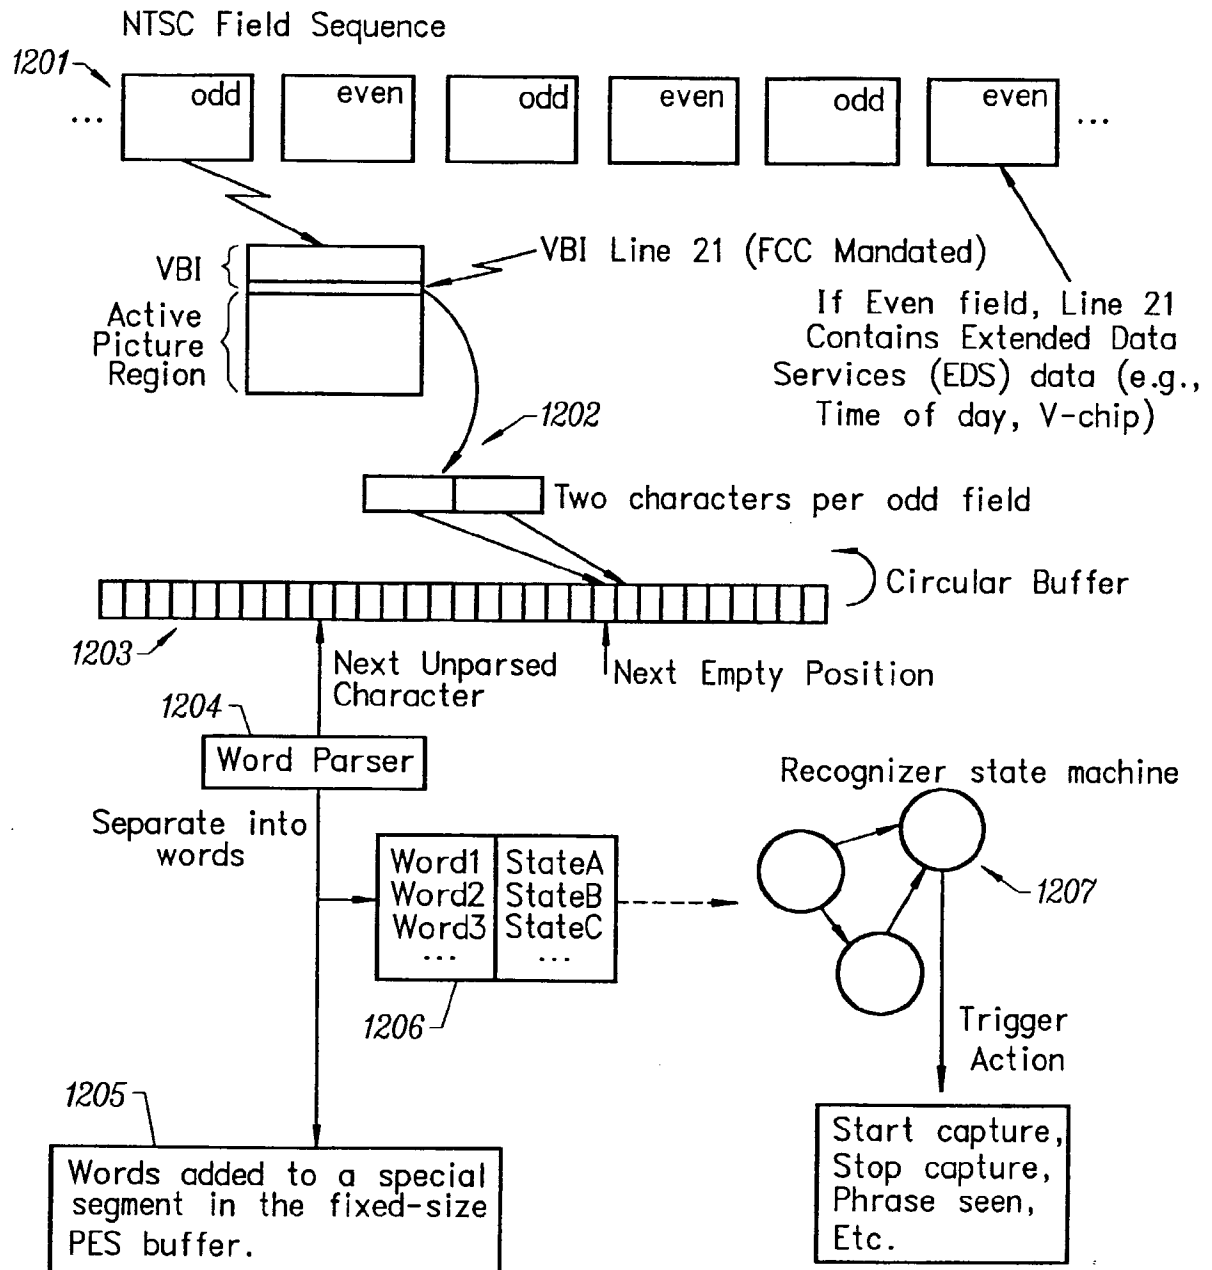 NTSC Field Sequence
1201
... odd even odd even odd even ...
VBI
VBI Line 21 (FCC Mandated)
Active
Picture
Region
If Even field, Line 21
Contains Extended Data
Services (EDS) data (e.g.,
Time of day, V-chip)
1202
Two characters per odd field
Circular Buffer
1203
Next Unparsed
Character
Next Empty Position
1204
Word Parser
Recognizer state machine
Separate into
words
Word1 StateA
Word2 StateB
Word3 StateC
... ...
1207
1206
Trigger
Action
1205
Words added to a special
segment in the fixed-size
PES buffer.
Start capture,
Stop capture,
Phrase seen,
Etc.